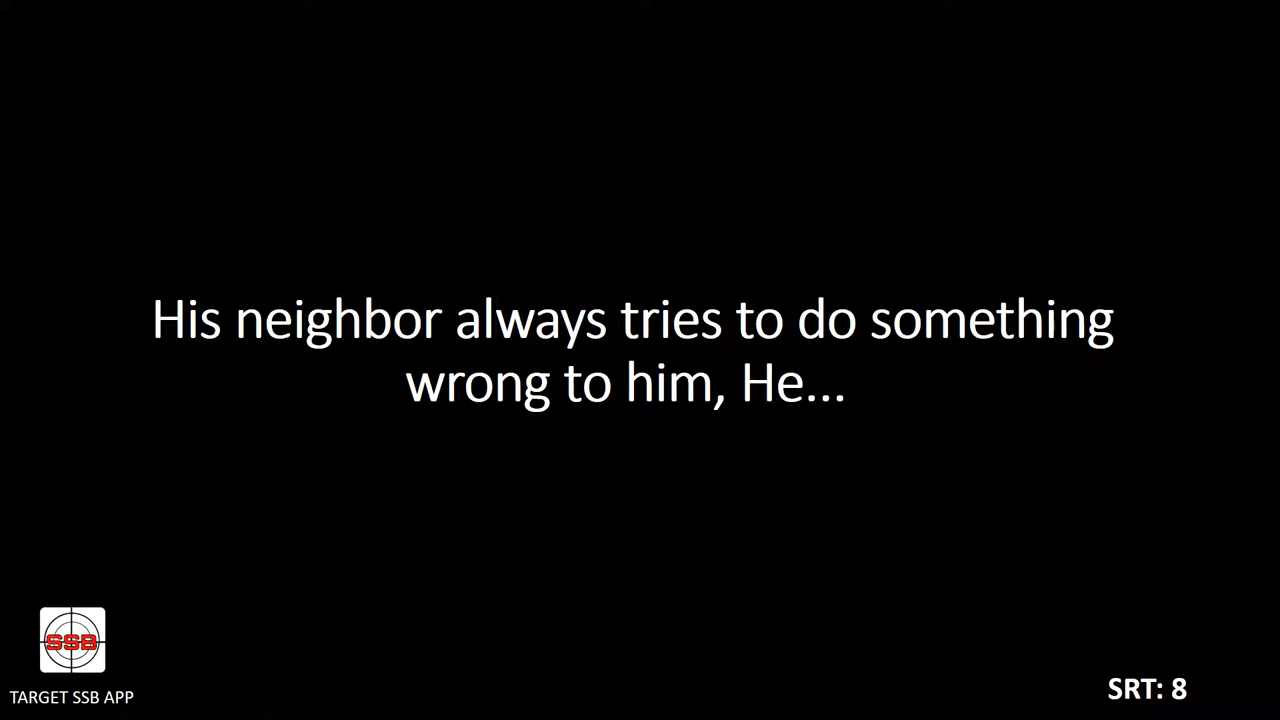 His neighbor always tries to do something
wrong to him, He...
SSB
TARGET SSB APP
SRT: 8